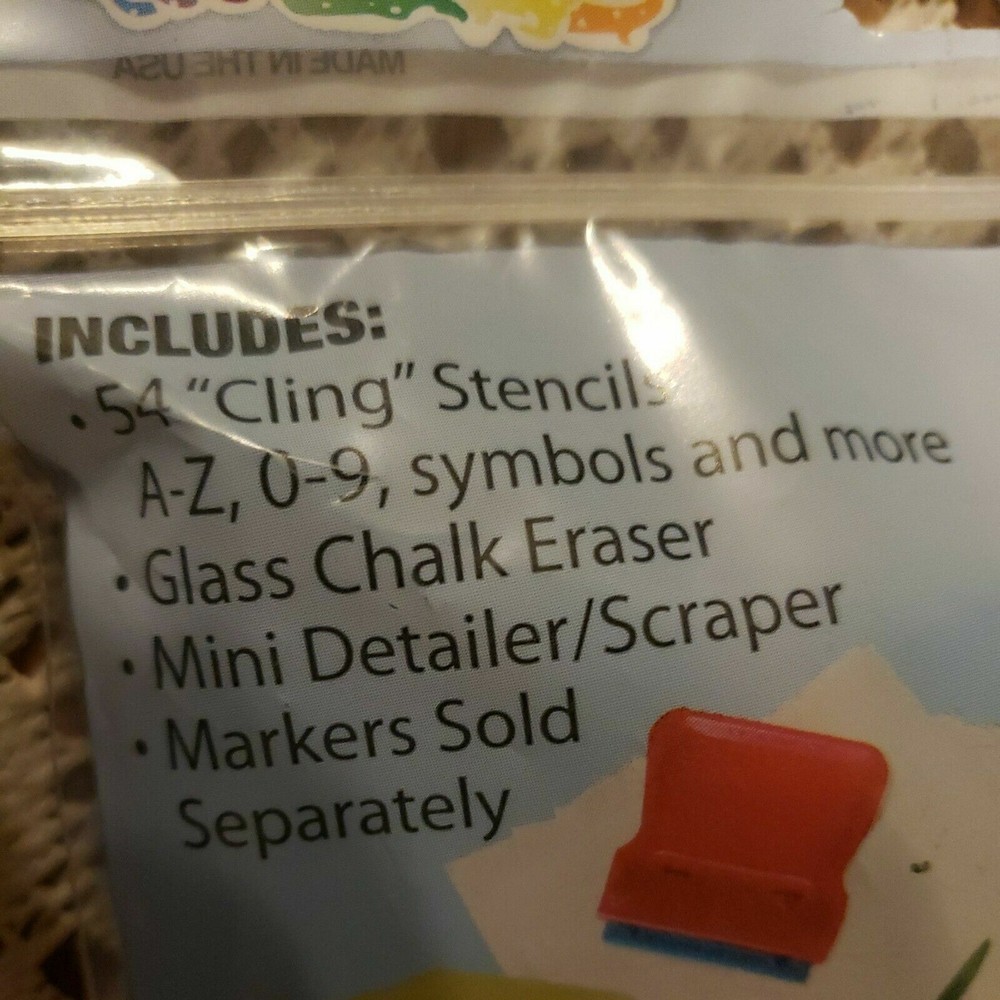 MADE IN THE USA
INCLUDES:
• 54 “Cling” Stencils
A-Z, 0-9, symbols and more
• Glass Chalk Eraser
• Mini Detailer/Scraper
• Markers Sold
Separately